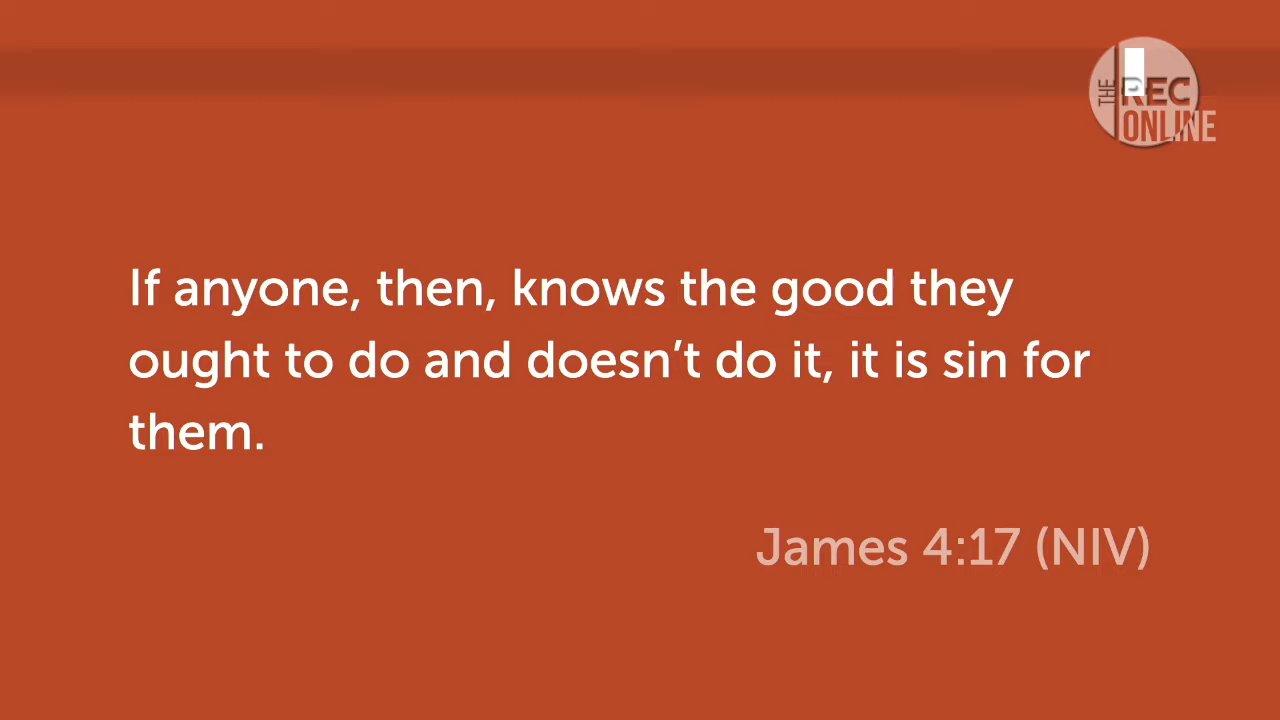 THE REC
ONLINE
If anyone, then, knows the good they
ought to do and doesn’t do it, it is sin for
them.
James 4:17 (NIV)